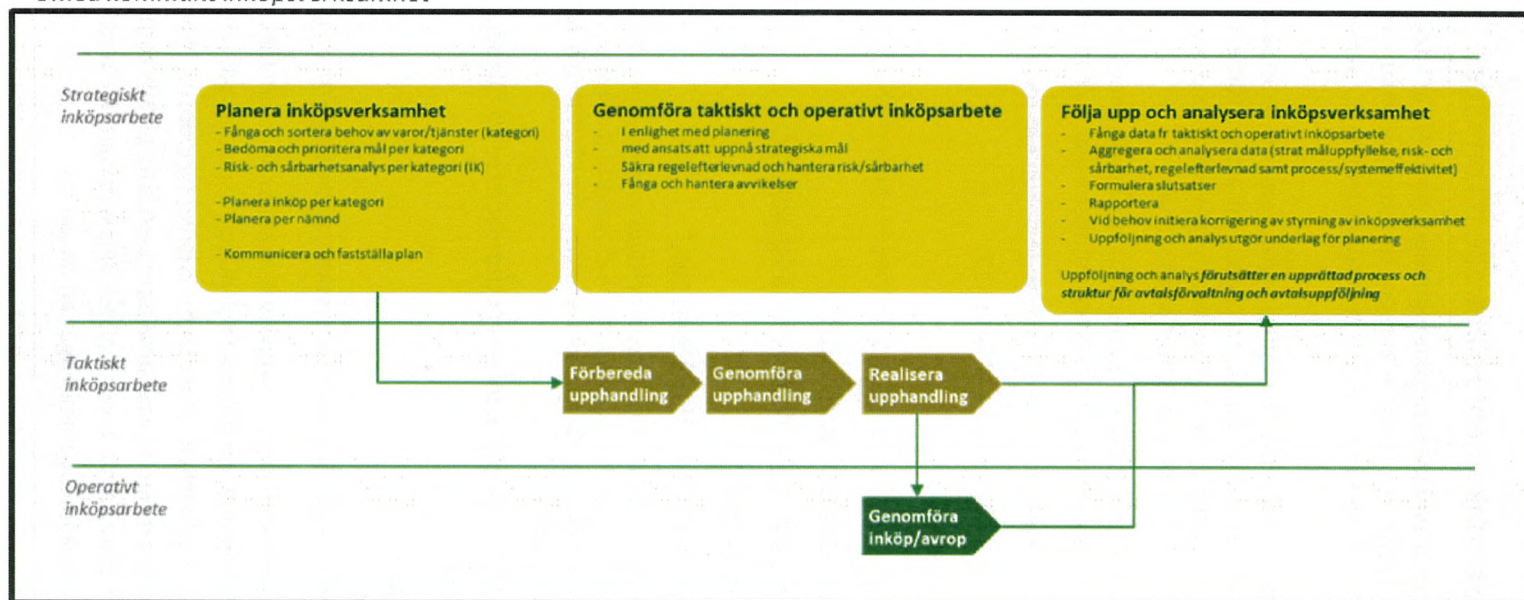 Strategiskt
inköpsarbete
Planera inköpsverksamhet
- Fånga och sortera behov av varor/tjänster (kategori)
- Bedöma och prioritera mål per kategori
- Risk- och sårbarhetsanalys per kategori (IK)
- Planera inköp per kategori
- Planera per nämnd
- Kommunicera och fastställa plan
Genomföra taktiskt och operativt inköpsarbete
- I enlighet med planering
- med ansats att uppnå strategiska mål
- Säkra regelefterlevnad och hantera risk/sårbarhet
- Fånga och hantera avvikelser
Följa upp och analysera inköpsverksamhet
- Fånga data fr taktiskt och operativt inköpsarbete
- Aggregera och analysera data (strat måluppfyllelse, risk- och
sårbarhet, regelefterlevnad samt process/systemeffektivitet)
- Formulera slutsatser
- Rapportera
- Vid behov initiera korrigering av styrning av inköpsverksamhet
- Uppföljning och analys utgör underlag för planering
Uppföljning och analys förutsätter en upprättad process och
struktur för avtalsförvaltning och avtalsuppföljning
Taktiskt
inköpsarbete
Förbereda
upphandling
Genomföra
upphandling
Realisera
upphandling
Operativt
inköpsarbete
Genomföra
inköp/avrop